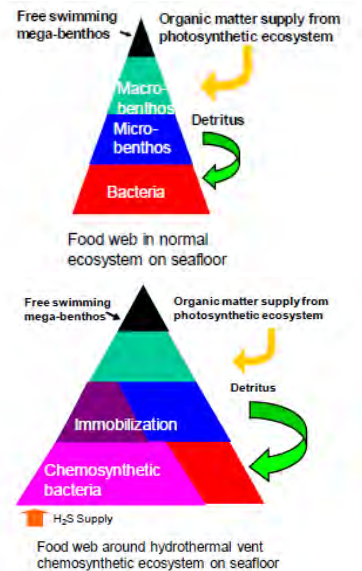 Free swimming
mega-benthos
Organic matter supply from
photosynthetic ecosystem
Macro-
benthos
Detritus
Micro-
benthos
Bacteria
Food web in normal
ecosystem on seafloor
Free swimming
mega-benthos
Organic matter supply from
photosynthetic ecosystem
Detritus
Immobilization
Chemosynthetic
bacteria
H₂S Supply
Food web around hydrothermal vent
chemosynthetic ecosystem on seafloor